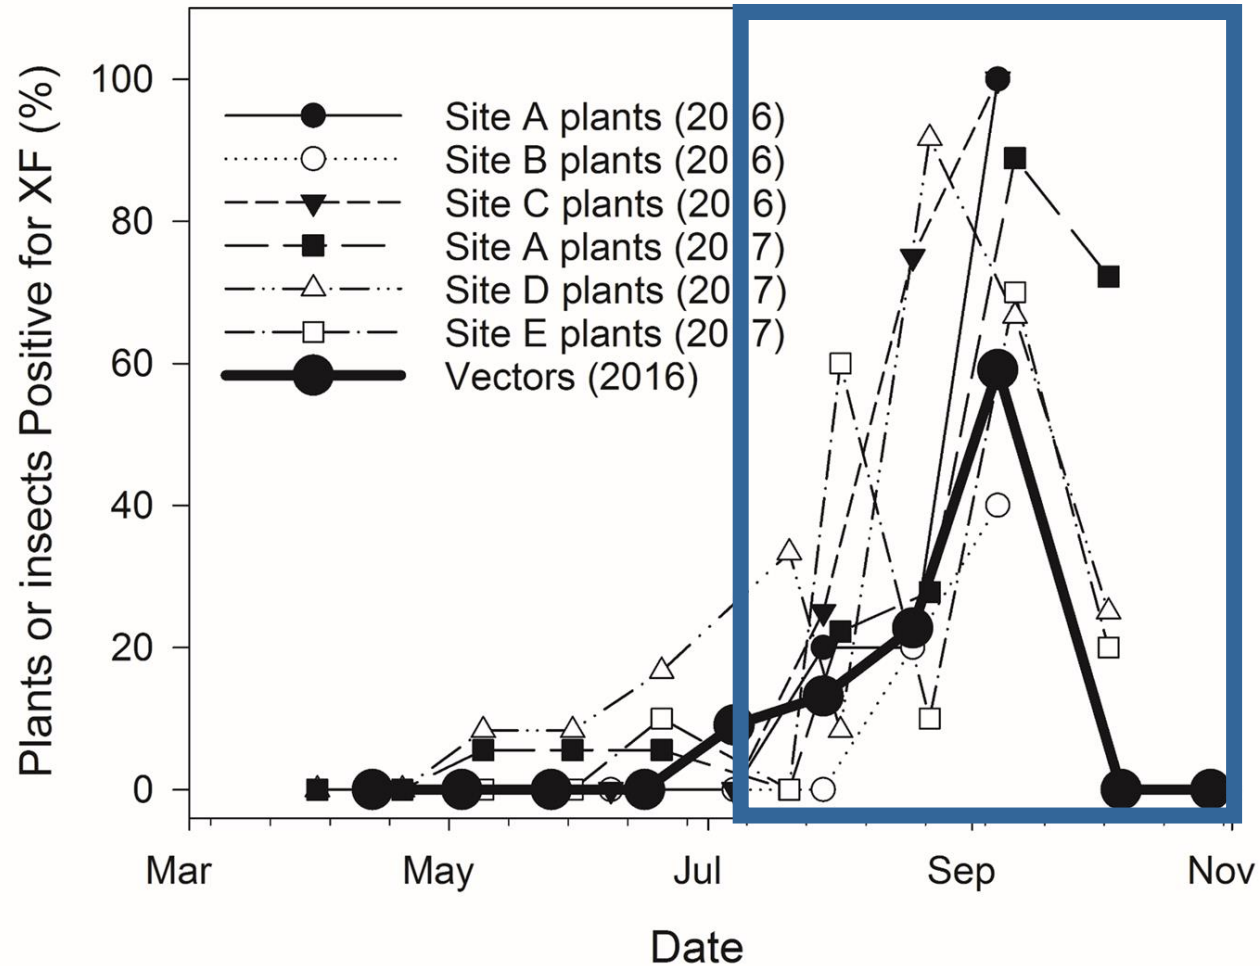 Plants or insects Positive for XF (%)
100
80
60
40
20
0
Site A plants (20 6)
Site B plants (20 6)
Site C plants (20 6)
Site A plants (20 7)
Site D plants (20 7)
Site E plants (20 7)
Vectors (2016)
Mar May Jul Sep Nov
Date